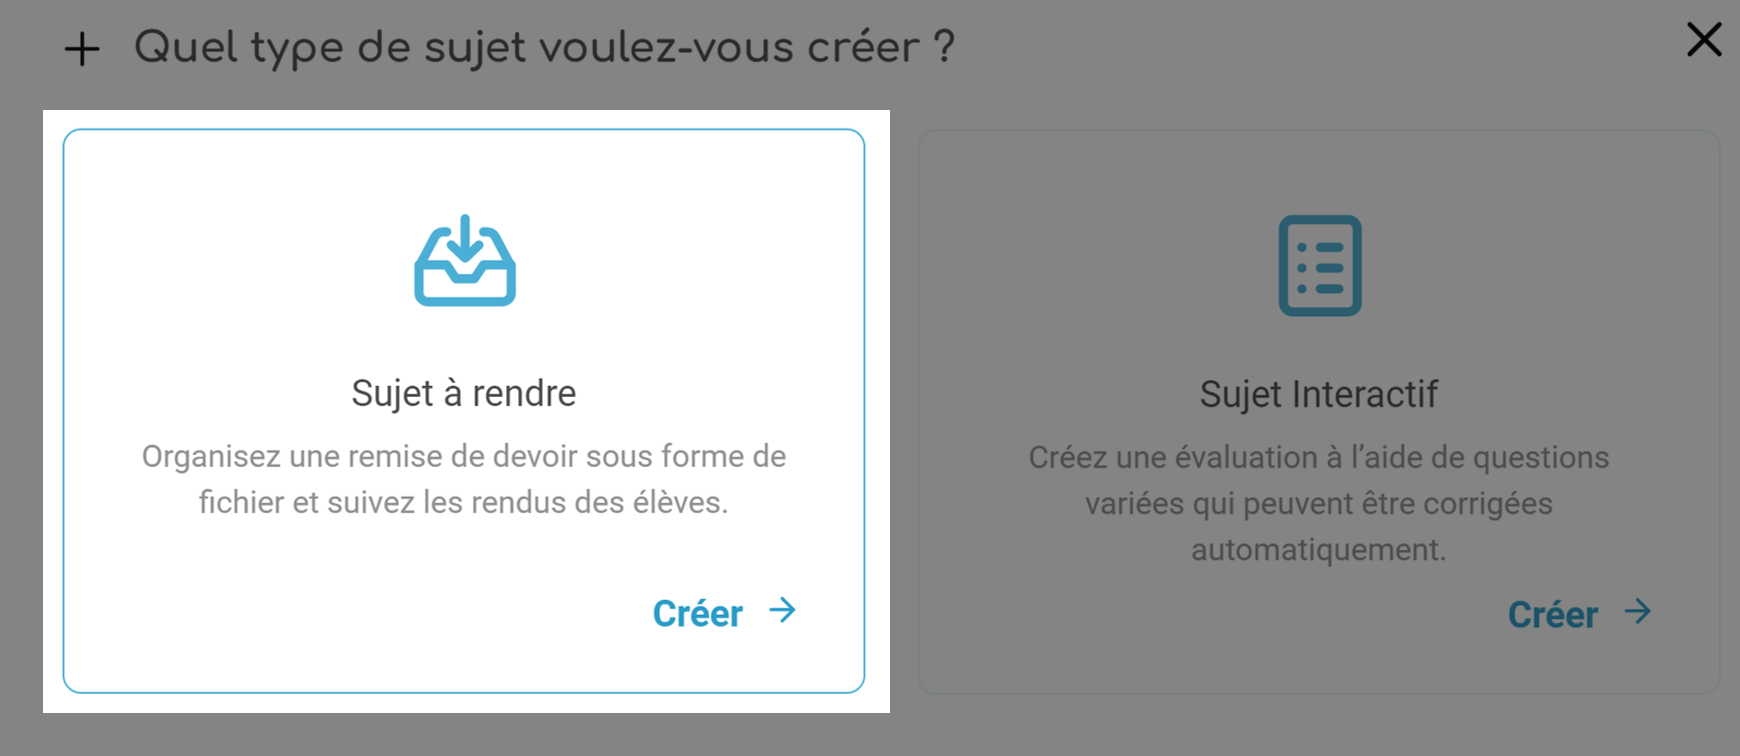 Quel type de sujet voulez-vous créer ?
Sujet à rendre
Organisez une remise de devoir sous forme de
fichier et suivez les rendus des élèves.
Créer
Sujet Interactif
Créez une évaluation à l’aide de questions
variées qui peuvent être corrigées
automatiquement.
Créer